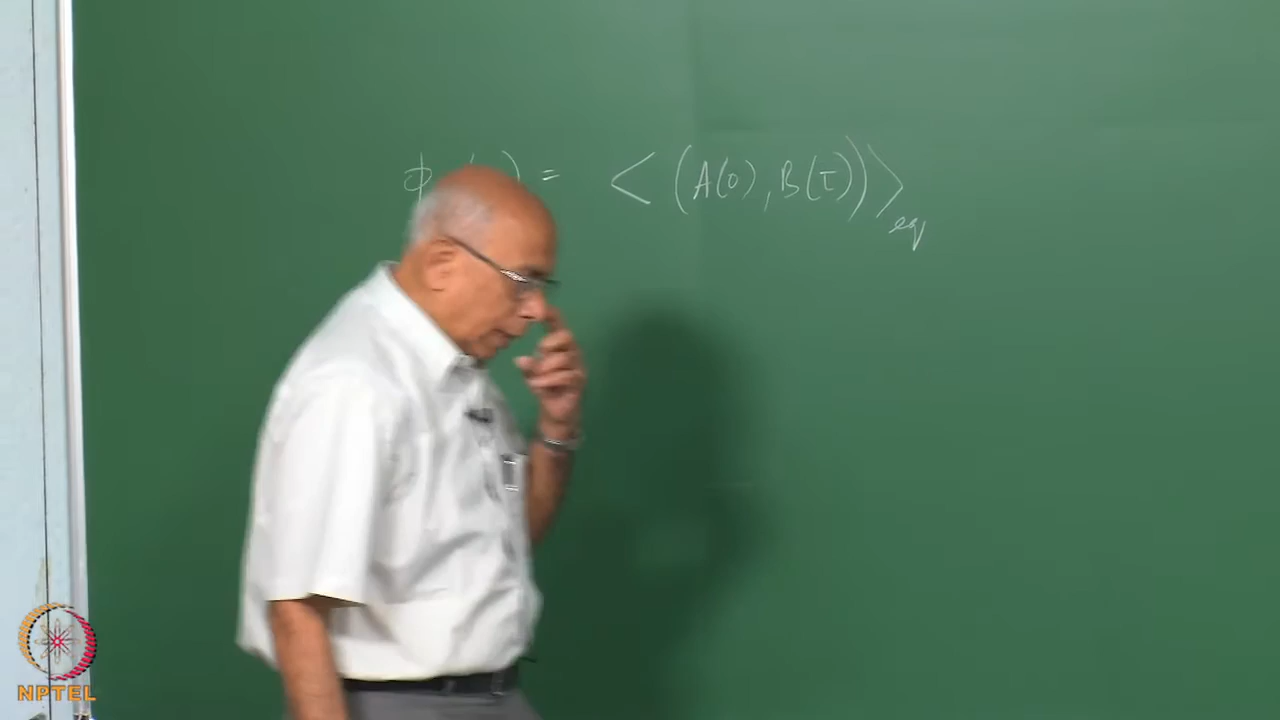 ϕ ( ) = < (A(0), B(τ)) >eq
NPTEL